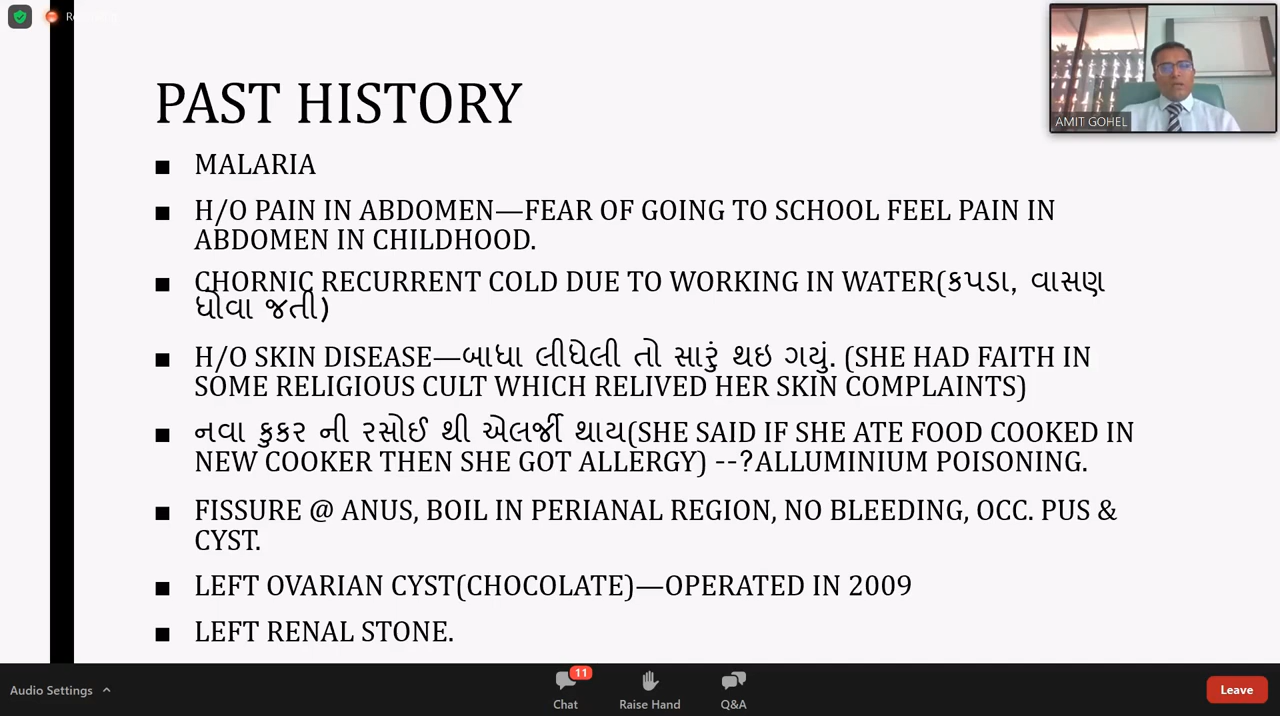 PAST HISTORY
AMIT GOHEL
MALARIA
H/O PAIN IN ABDOMEN—FEAR OF GOING TO SCHOOL FEEL PAIN IN
ABDOMEN IN CHILDHOOD.
CHORNIC RECURRENT COLD DUE TO WORKING IN WATER(કપડા, વાસણ
ધોવા જતી)
H/O SKIN DISEASE—બાધા લીધેલી તો સારું થઇ ગયું. (SHE HAD FAITH IN
SOME RELIGIOUS CULT WHICH RELIVED HER SKIN COMPLAINTS)
નવા કુકર ની રસોઈ થી એલર્જી થાય(SHE SAID IF SHE ATE FOOD COOKED IN
NEW COOKER THEN SHE GOT ALLERGY) --?ALLUMINIUM POISONING.
FISSURE @ ANUS, BOIL IN PERIANAL REGION, NO BLEEDING, OCC. PUS &
CYST.
LEFT OVARIAN CYST(CHOCOLATE)—OPERATED IN 2009
LEFT RENAL STONE.
Audio Settings
11
Chat
Raise Hand
Q&A
Leave